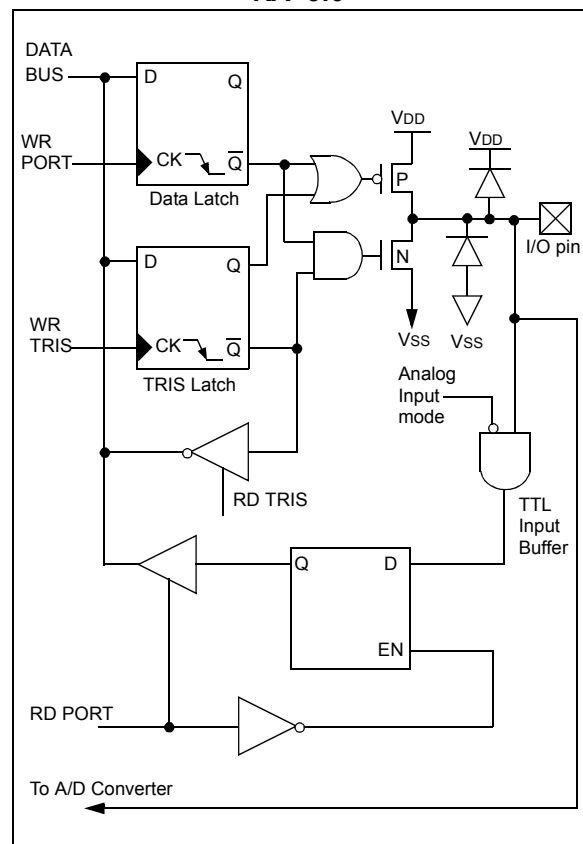 DATA
BUS
D
Q
VDD
VDD
WR
PORT
CK
Q
P
Data Latch
I/O pin
D
Q
N
WR
TRIS
CK
Q
VSS
VSS
TRIS Latch
Analog
Input
mode
RD TRIS
TTL
Input
Buffer
Q
D
EN
RD PORT
To A/D Converter